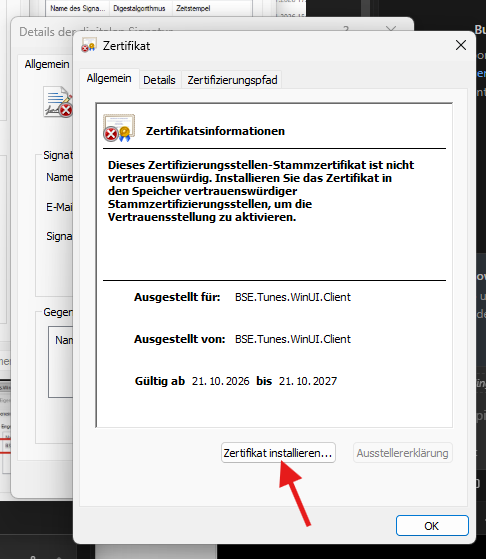 Name des Signat...
Digestalgorithmus
Zeitstempel
Details der digitalen Signatur
?
Allgemein
Signat
Name
E-Mai
Signa
Gegen
Nan
Zertifikat
Allgemein
Details
Zertifizierungspfad
Zertifikatsinformationen
Dieses Zertifizierungsstellen-Stammzertifikat ist nicht
vertrauenswürdig. Installieren Sie das Zertifikat in
den Speicher vertrauenswürdiger
Stammzertifizierungsstellen, um die
Vertrauensstellung zu aktivieren.
Ausgestellt für: BSE.Tunes.WinUI.Client
Ausgestellt von: BSE.Tunes.WinUI.Client
Gültig ab 21.10.2026 bis 21.10.2027
Zertifikat installieren...
Ausstellererklärung
OK